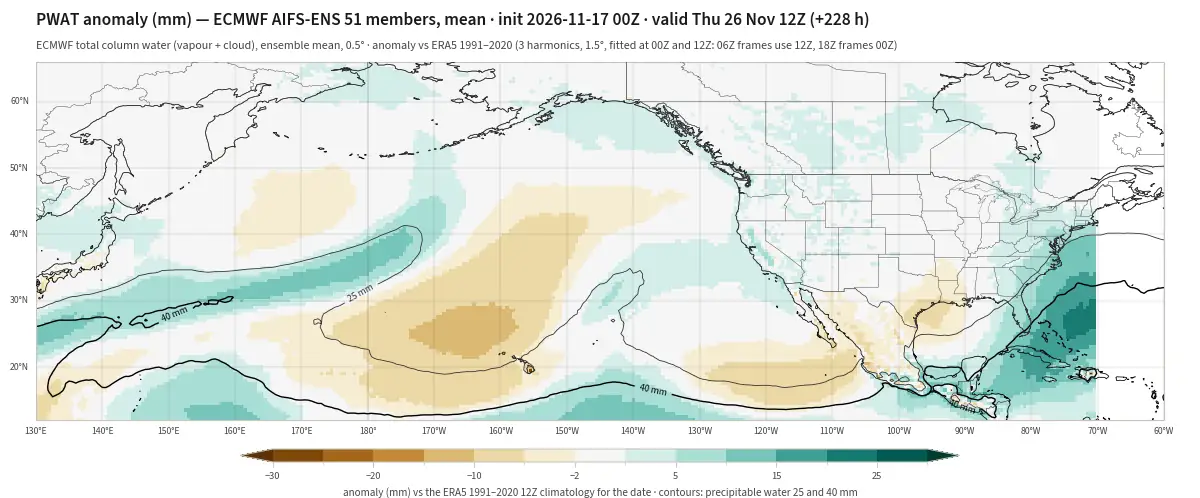 PWAT anomaly (mm) — ECMWF AIFS-ENS 51 members, mean · init 2026-11-17 00Z · valid Thu 26 Nov 12Z (+228 h)
ECMWF total column water (vapour + cloud), ensemble mean, 0.5° · anomaly vs ERA5 1991–2020 (3 harmonics, 1.5°, fitted at 00Z and 12Z: 06Z frames use 12Z, 18Z frames 00Z)
60°N
50°N
40°N
30°N
20°N
25 mm
40 mm
40 mm
40 mm
130°E 140°E 150°E 160°E 170°E 180° 170°W 160°W 150°W 140°W 130°W 120°W 110°W 100°W 90°W 80°W 70°W 60°W
−30 −20 −10 −2 5 15 25
anomaly (mm) vs the ERA5 1991–2020 12Z climatology for the date · contours: precipitable water 25 and 40 mm